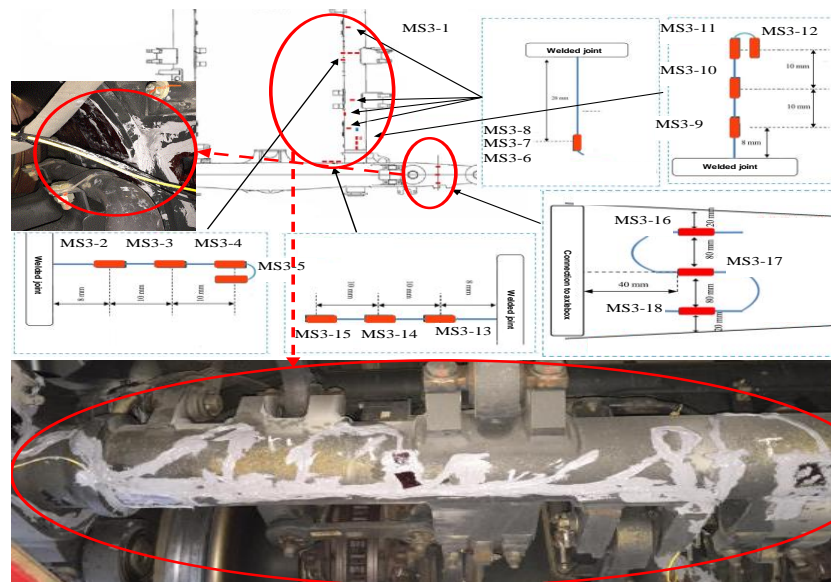 MS3-1
Welded joint
20 mm
MS3-8
MS3-7
MS3-6
MS3-11
MS3-12
MS3-10
10 mm
10 mm
MS3-9
8 mm
Welded joint
Welded joint
MS3-2
MS3-3
MS3-4
MS3-5
8 mm
10 mm
10 mm
10 mm
10 mm
8 mm
Welded joint
MS3-15
MS3-14
MS3-13
Connection to axlebox
MS3-16
20 mm
80 mm
MS3-17
40 mm
80 mm
MS3-18
20 mm